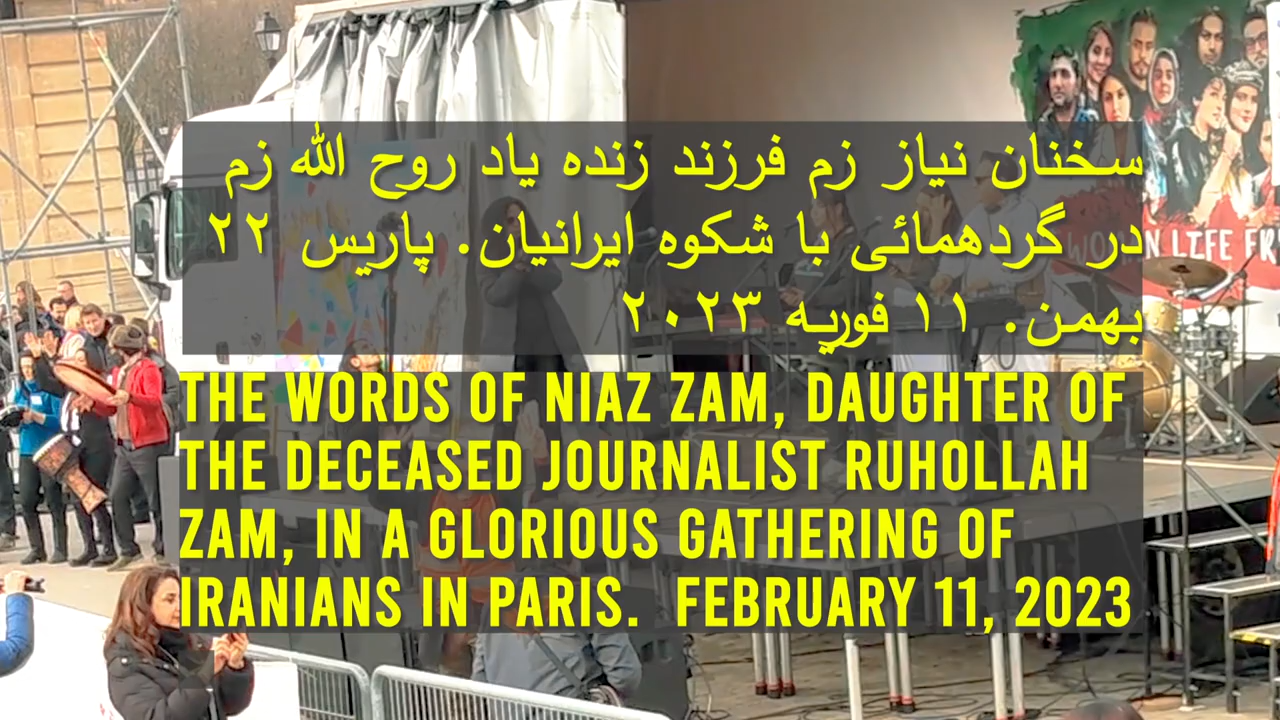 سخنان نیاز زم فرزند زنده یاد روح الله زم
در گردهمائی با شکوه ایرانیان. پاریس ۲۲
بهمن. ۱۱ فوریه ۲۰۲۳
THE WORDS OF NIAZ ZAM, DAUGHTER OF
THE DECEASED JOURNALIST RUHOLLAH
ZAM, IN A GLORIOUS GATHERING OF
IRANIANS IN PARIS. FEBRUARY 11, 2023
LIFE